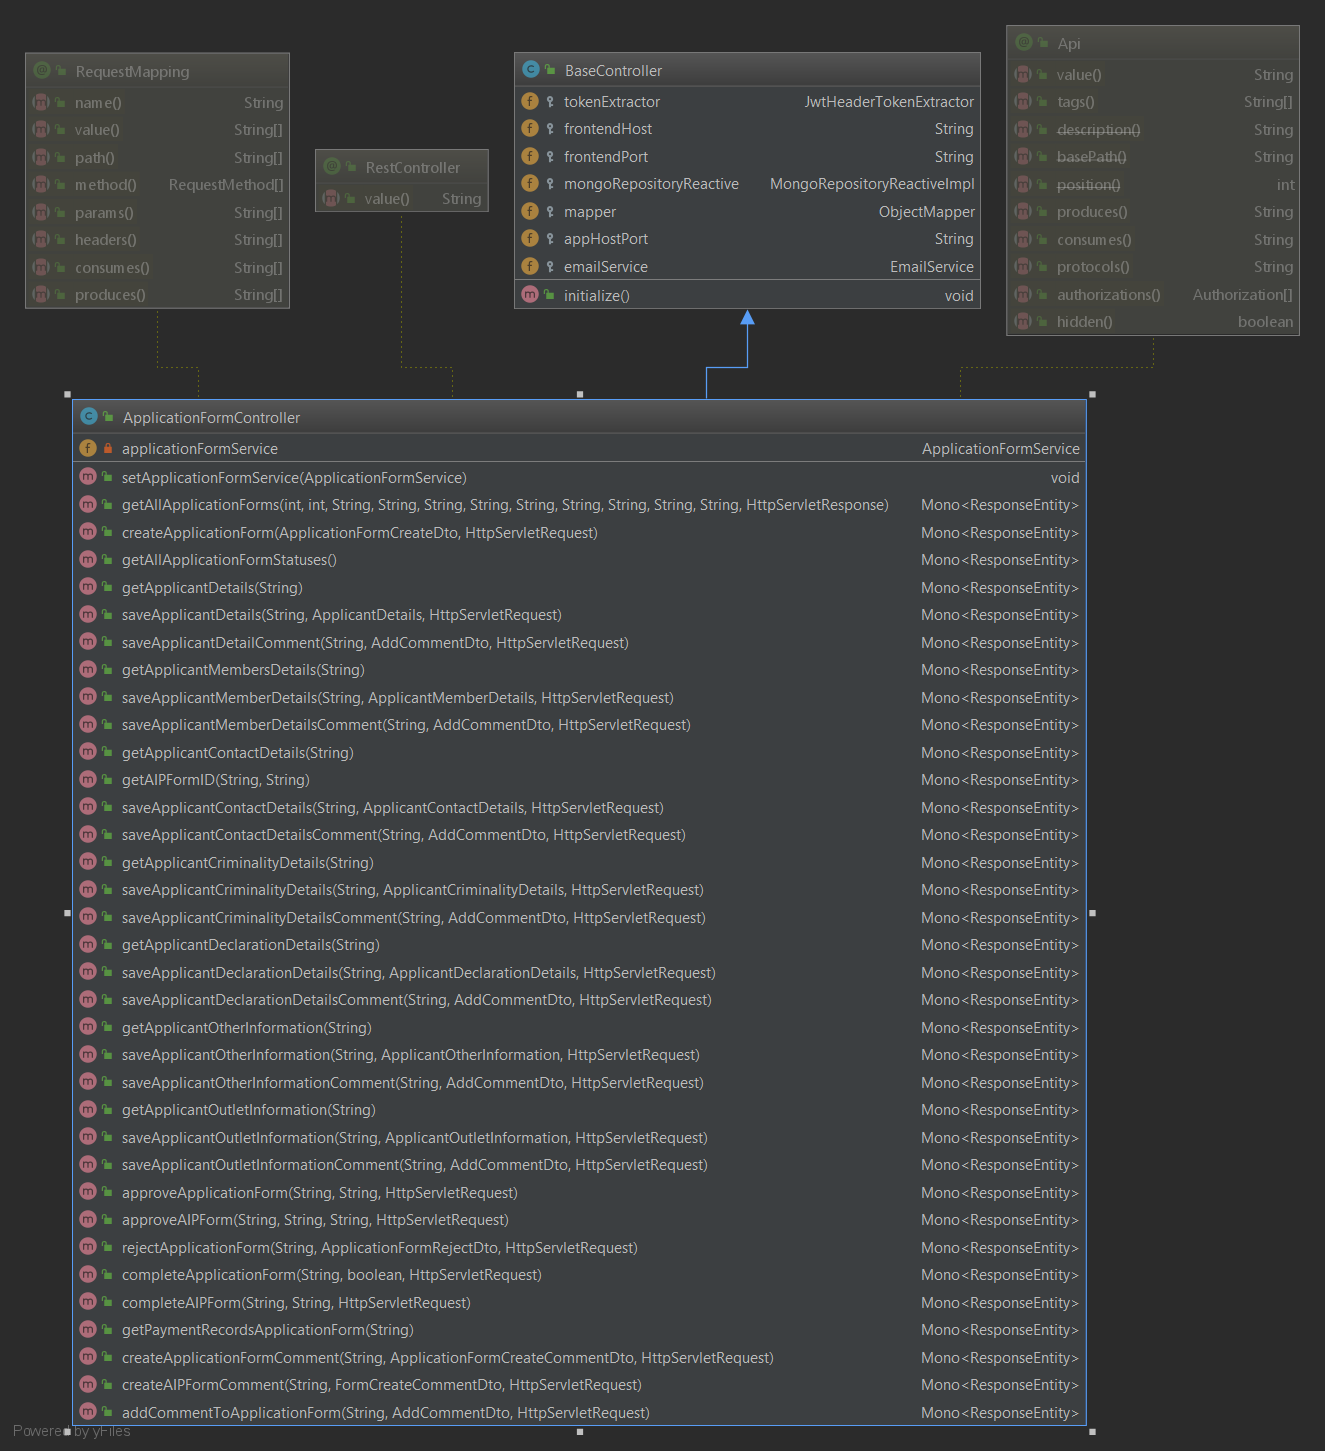 RequestMapping
name() String
value() String[]
path() String[]
method() RequestMethod[]
params() String[]
headers() String[]
consumes() String[]
produces() String[]
RestController
value() String
BaseController
tokenExtractor JwtHeaderTokenExtractor
frontendHost String
frontendPort String
mongoRepositoryReactive MongoRepositoryReactiveImpl
mapper ObjectMapper
appHostPort String
emailService EmailService
initialize() void
Api
value() String
tags() String[]
description() String
basePath() String
position() int
produces() String
consumes() String
protocols() String
authorizations() Authorization[]
hidden() boolean
ApplicationFormController
applicationFormService ApplicationFormService
setApplicationFormService(ApplicationFormService) void
getAllApplicationForms(int, int, String, String, String, String, String, String, String, String, String, HttpServletResponse) Mono<ResponseEntity>
createApplicationForm(ApplicationFormCreateDto, HttpServletRequest) Mono<ResponseEntity>
getAllApplicationFormStatuses() Mono<ResponseEntity>
getApplicantDetails(String) Mono<ResponseEntity>
saveApplicantDetails(String, ApplicantDetails, HttpServletRequest) Mono<ResponseEntity>
saveApplicantDetailComment(String, AddCommentDto, HttpServletRequest) Mono<ResponseEntity>
getApplicantMembersDetails(String) Mono<ResponseEntity>
saveApplicantMemberDetails(String, ApplicantMemberDetails, HttpServletRequest) Mono<ResponseEntity>
saveApplicantMemberDetailsComment(String, AddCommentDto, HttpServletRequest) Mono<ResponseEntity>
getApplicantContactDetails(String) Mono<ResponseEntity>
getAIPFormID(String, String) Mono<ResponseEntity>
saveApplicantContactDetails(String, ApplicantContactDetails, HttpServletRequest) Mono<ResponseEntity>
saveApplicantContactDetailsComment(String, AddCommentDto, HttpServletRequest) Mono<ResponseEntity>
getApplicantCriminalityDetails(String) Mono<ResponseEntity>
saveApplicantCriminalityDetails(String, ApplicantCriminalityDetails, HttpServletRequest) Mono<ResponseEntity>
saveApplicantCriminalityDetailsComment(String, AddCommentDto, HttpServletRequest) Mono<ResponseEntity>
getApplicantDeclarationDetails(String) Mono<ResponseEntity>
saveApplicantDeclarationDetails(String, ApplicantDeclarationDetails, HttpServletRequest) Mono<ResponseEntity>
saveApplicantDeclarationDetailsComment(String, AddCommentDto, HttpServletRequest) Mono<ResponseEntity>
getApplicantOtherInformation(String) Mono<ResponseEntity>
saveApplicantOtherInformation(String, ApplicantOtherInformation, HttpServletRequest) Mono<ResponseEntity>
saveApplicantOtherInformationComment(String, AddCommentDto, HttpServletRequest) Mono<ResponseEntity>
getApplicantOutletInformation(String) Mono<ResponseEntity>
saveApplicantOutletInformation(String, ApplicantOutletInformation, HttpServletRequest) Mono<ResponseEntity>
saveApplicantOutletInformationComment(String, AddCommentDto, HttpServletRequest) Mono<ResponseEntity>
approveApplicationForm(String, String, HttpServletRequest) Mono<ResponseEntity>
approveAIPForm(String, String, String, HttpServletRequest) Mono<ResponseEntity>
rejectApplicationForm(String, ApplicationFormRejectDto, HttpServletRequest) Mono<ResponseEntity>
completeApplicationForm(String, boolean, HttpServletRequest) Mono<ResponseEntity>
completeAIPForm(String, String, HttpServletRequest) Mono<ResponseEntity>
getPaymentRecordsApplicationForm(String) Mono<ResponseEntity>
createApplicationFormComment(String, ApplicationFormCreateCommentDto, HttpServletRequest) Mono<ResponseEntity>
createAIPFormComment(String, FormCreateCommentDto, HttpServletRequest) Mono<ResponseEntity>
addCommentToApplicationForm(String, AddCommentDto, HttpServletRequest) Mono<ResponseEntity>
Powered by yFiles